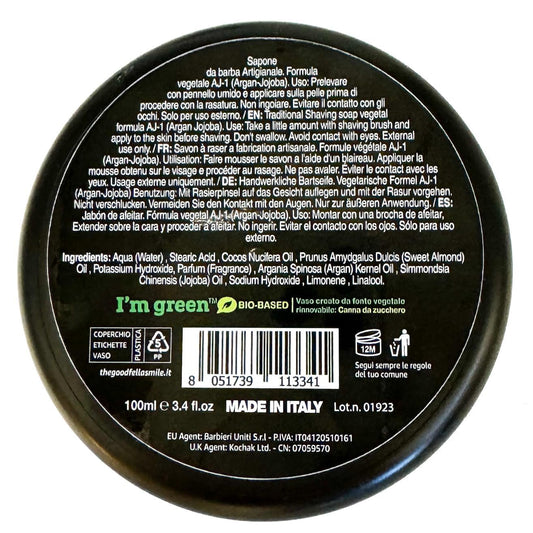 Sapone
da barba Artigianale. Formula
vegetale AJ-1 (Argan-Jojoba). Uso: Prelevare
con pennello umido e applicare sulla pelle prima di
procedere con la rasatura. Non ingoiare. Evitare il contatto con gli
occhi. Solo per uso esterno. / EN: Traditional Shaving soap vegetal
formula AJ-1 (Argan Jojoba). Use: Take a little amount with shaving brush and
apply to the skin before shaving. Don't swallow. Avoid contact with eyes. External
use only. / FR: Savon à raser a fabrication artisanale. Formule végétale AJ-1
(Argan-Jojoba). Utilisation: Faire mousser le savon a l'aide d'un blaireau. Appliquer la
mousse obtenu sur le visage e procéder au rasage. Ne pas avaler. Éviter le contact avec les
yeux. Usage externe uniquement. / DE: Handwerkliche Bartseife. Vegetarische Formel AJ-1
(Argan-Jojoba) Benutzung: Mit Rasierpinsel auf das Gesicht auflegen und mit der Rasur vorgehen.
Nicht verschlucken. Vermeiden Sie den Kontakt mit den Augen. Nur zur äußeren Anwendung. / ES:
Jabón de afeitar. Fórmula vegetal AJ-1 (Argan-Jojoba). Uso: Montar con una brocha de afeitar,
Extender sobre la cara y proceder a afeitar. No ingerir. Evitar el contacto con los ojos. Sólo para uso
externo.
Ingredients: Aqua (Water) , Stearic Acid , Cocos Nucifera Oil , Prunus Amydgalus Dulcis (Sweet Almond)
Oil , Potassium Hydroxide, Parfum (Fragrance) , Argania Spinosa (Argan) Kernel Oil , Simmondsia
Chinensis (Jojoba) Oil , Sodium Hydroxide , Limonene , Linalool.
I'm green™ BIO-BASED Vaso creato da fonte vegetale
rinnovabile: Canna da zucchero
COPERCHIO
ETICHETTE
VASO
PLASTICA
5
PP
thegoodfellasmile.it
8 051739 113341
12M
Segui sempre le regole
del tuo comune
100ml e 3.4 fl.oz MADE IN ITALY Lot.n. 01923
EU Agent: Barbieri Uniti S.r.l - P.IVA: IT04120510161
U.K Agent: Kochak Ltd. - CN: 07059570